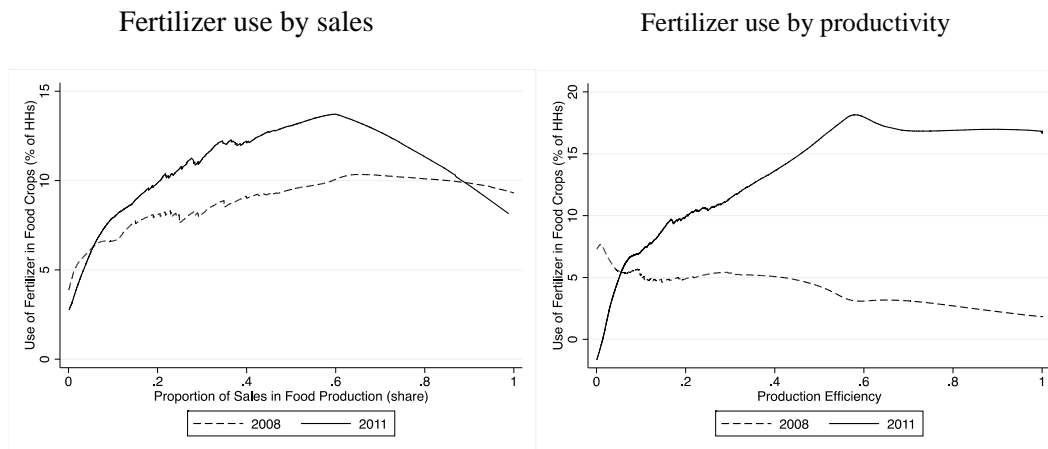 Fertilizer use by sales
Fertilizer use by productivity
Use of Fertilizer in Food Crops (% of HHs)
15
10
5
0
0 .2 .4 .6 .8 1
Proportion of Sales in Food Production (share)
2008 2011
Use of Fertilizer in Food Crops (% of HHs)
20
15
10
5
0
0 .2 .4 .6 .8 1
Production Efficiency
2008 2011